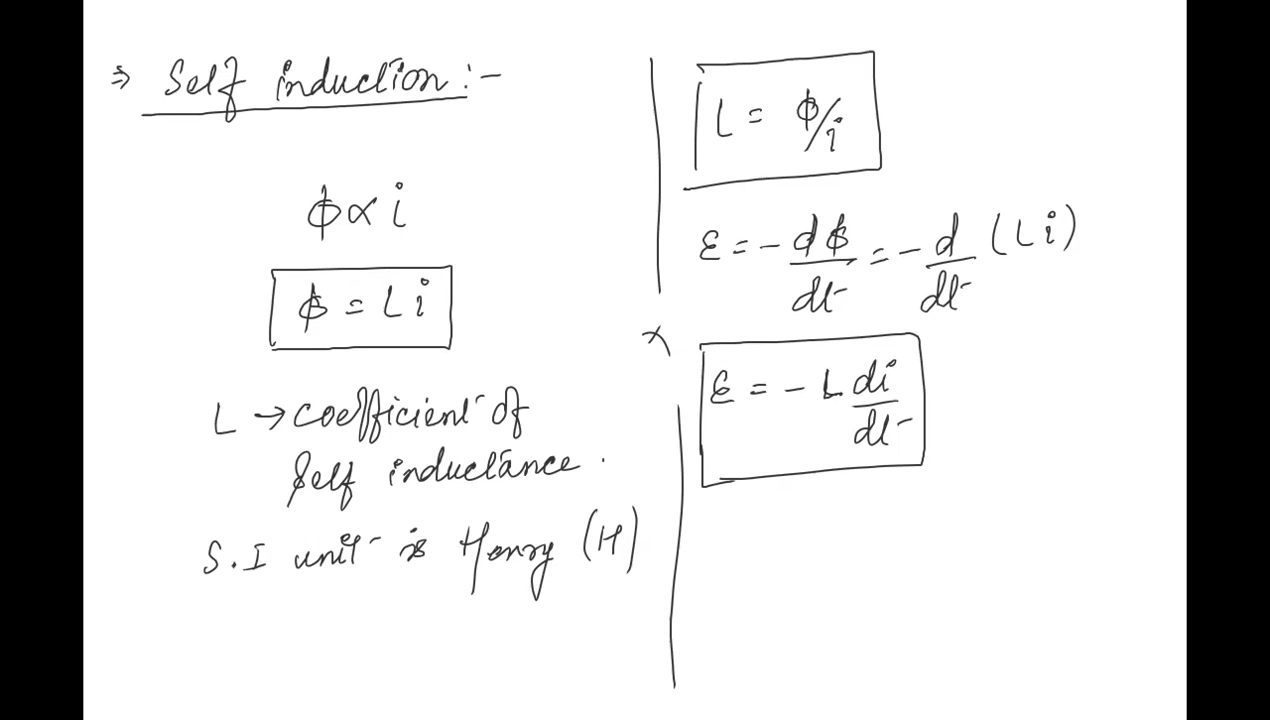 ⇒ Self induction :-
ϕ ∝ i
ϕ = Li
L → coefficient of
Self inductance.
S.I unit is Henry (H)
L = ϕ/i
ε = - dϕ/dt = - d/dt (Li)
ε = - L di/dt